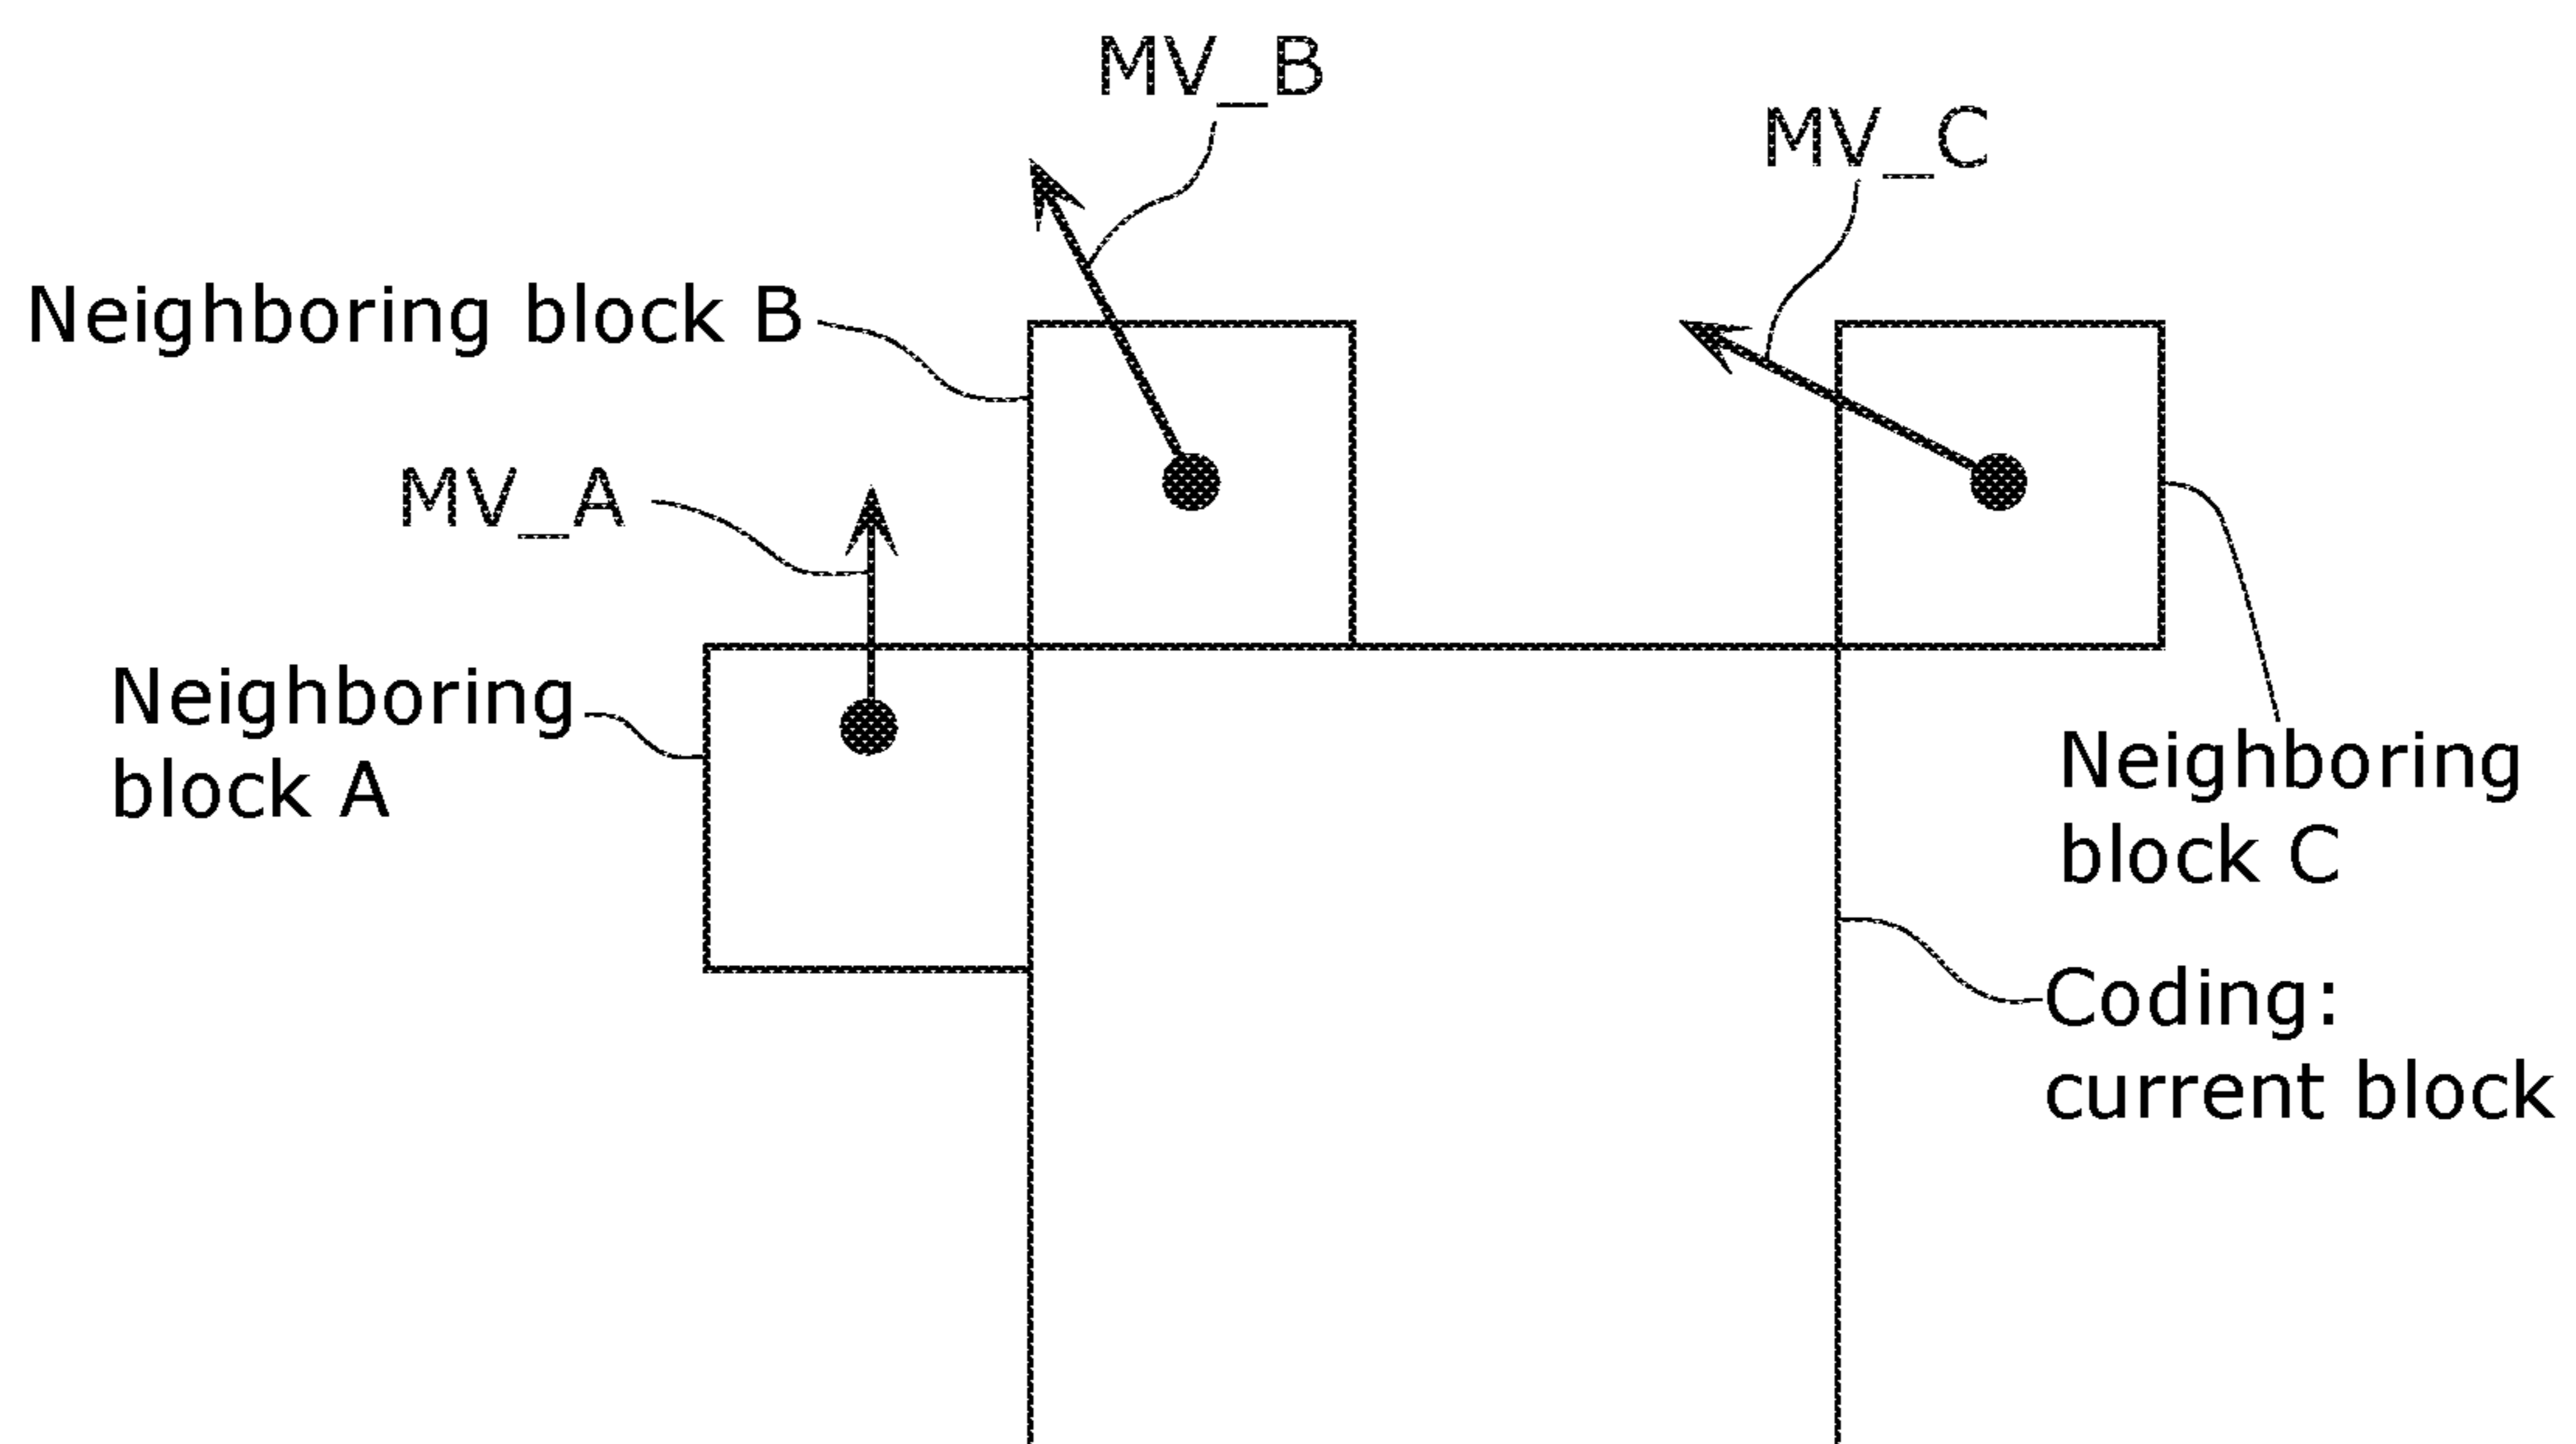 MV_B
MV_C
Neighboring block B
MV_A
Neighboring
block A
Neighboring
block C
Coding:
current block